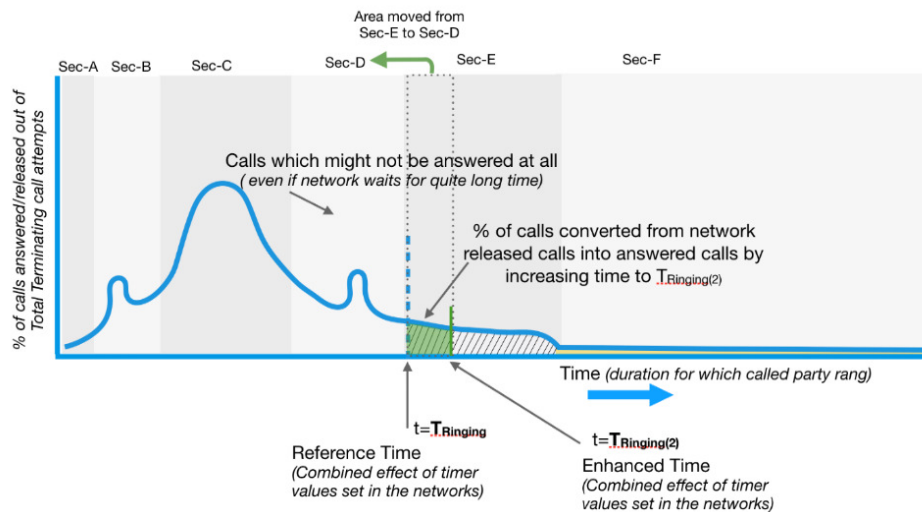 Area moved from
Sec-E to Sec-D
Sec-A
Sec-B
Sec-C
Sec-D
Sec-E
Sec-F
% of calls answered/released out of
Total Terminating call attempts
Calls which might not be answered at all
( even if network waits for quite long time)
% of calls converted from network
released calls into answered calls by
increasing time to TRinging(2)
Time (duration for which called party rang)
t=TRinging
Reference Time
(Combined effect of timer
values set in the networks)
t=TRinging(2)
Enhanced Time
(Combined effect of timer
values set in the networks)